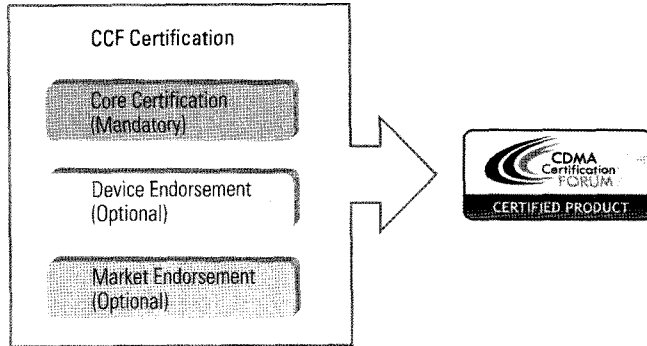 CCF Certification
Core Certification
(Mandatory)
Device Endorsement
(Optional)
Market Endorsement
(Optional)
CDMA
Certification
FORUM
CERTIFIED PRODUCT